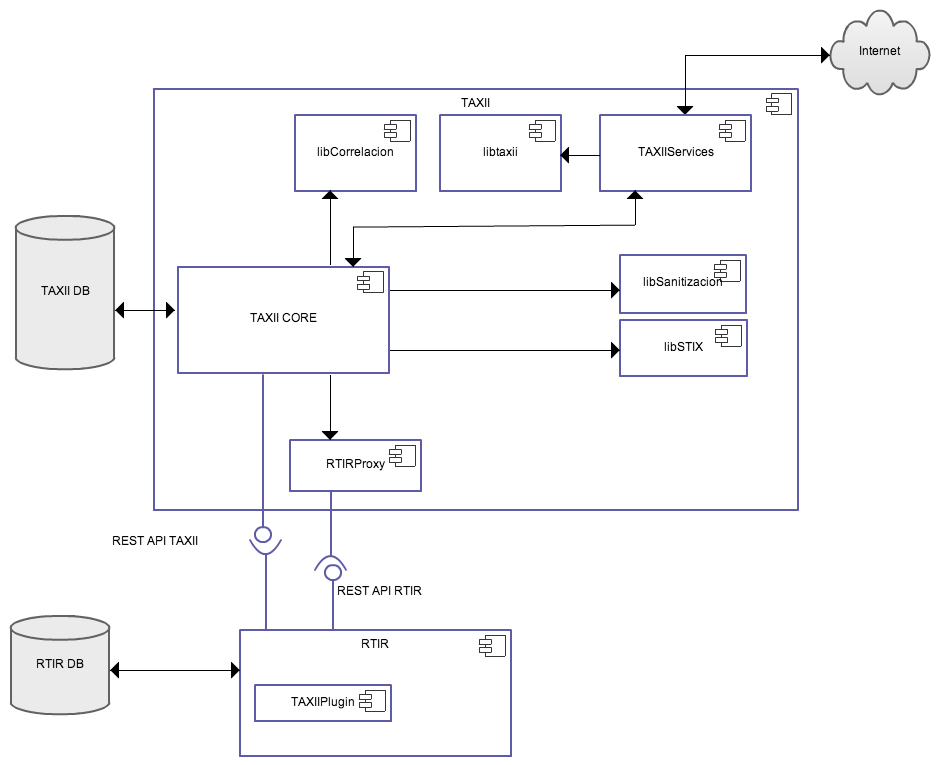 Internet
TAXII
libCorrelacion
libtaxii
TAXIIServices
TAXII DB
libSanitizacion
TAXII CORE
libSTIX
RTIRProxy
REST API TAXII
REST API RTIR
RTIR
RTIR DB
TAXIIPlugin